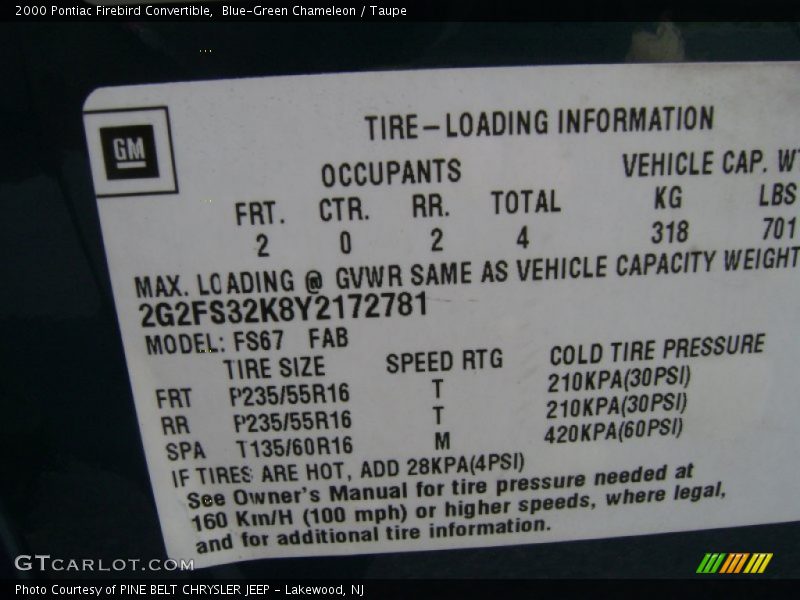 2000 Pontiac Firebird Convertible,  Blue-Green Chameleon / Taupe
GM
TIRE-LOADING INFORMATION
OCCUPANTS VEHICLE CAP. WT
FRT. CTR. RR. TOTAL KG LBS
2 0 2 4 318 701
MAX. LOADING @ GVWR SAME AS VEHICLE CAPACITY WEIGHT
2G2FS32K8Y2172781
MODEL: FS67 FAB
TIRE SIZE SPEED RTG COLD TIRE PRESSURE
FRT P235/55R16 T 210KPA(30PSI)
RR P235/55R16 T 210KPA(30PSI)
SPA T135/60R16 M 420KPA(60PSI)
IF TIRES ARE HOT, ADD 28KPA(4PSI)
See Owner's Manual for tire pressure needed at
160 Km/H (100 mph) or higher speeds, where legal,
and for additional tire information.
GTCARLOT.COM
Photo Courtesy of PINE BELT CHRYSLER JEEP - Lakewood, NJ